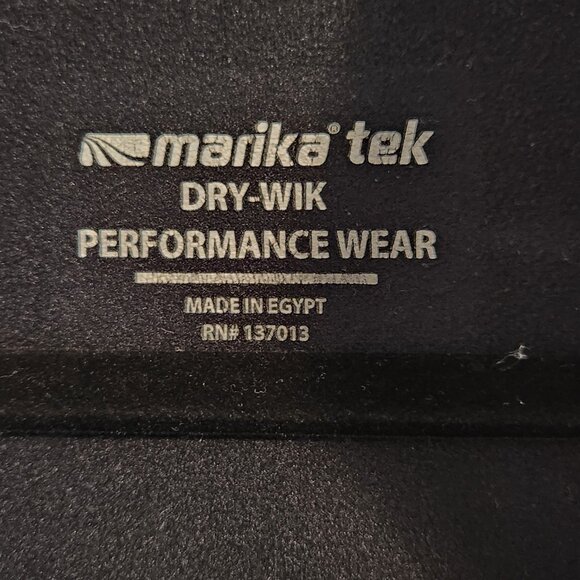 marika® tek
DRY-WIK
PERFORMANCE WEAR
MADE IN EGYPT
RN# 137013